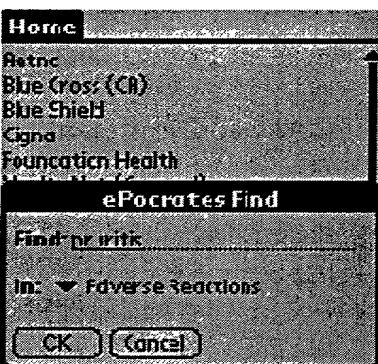 Home
Aetna
Blue Cross (CA)
Blue Shield
Cigna
Foundation Health
ePocrates Find
Find: pruritis
In: Adverse Reactions
OK Cancel